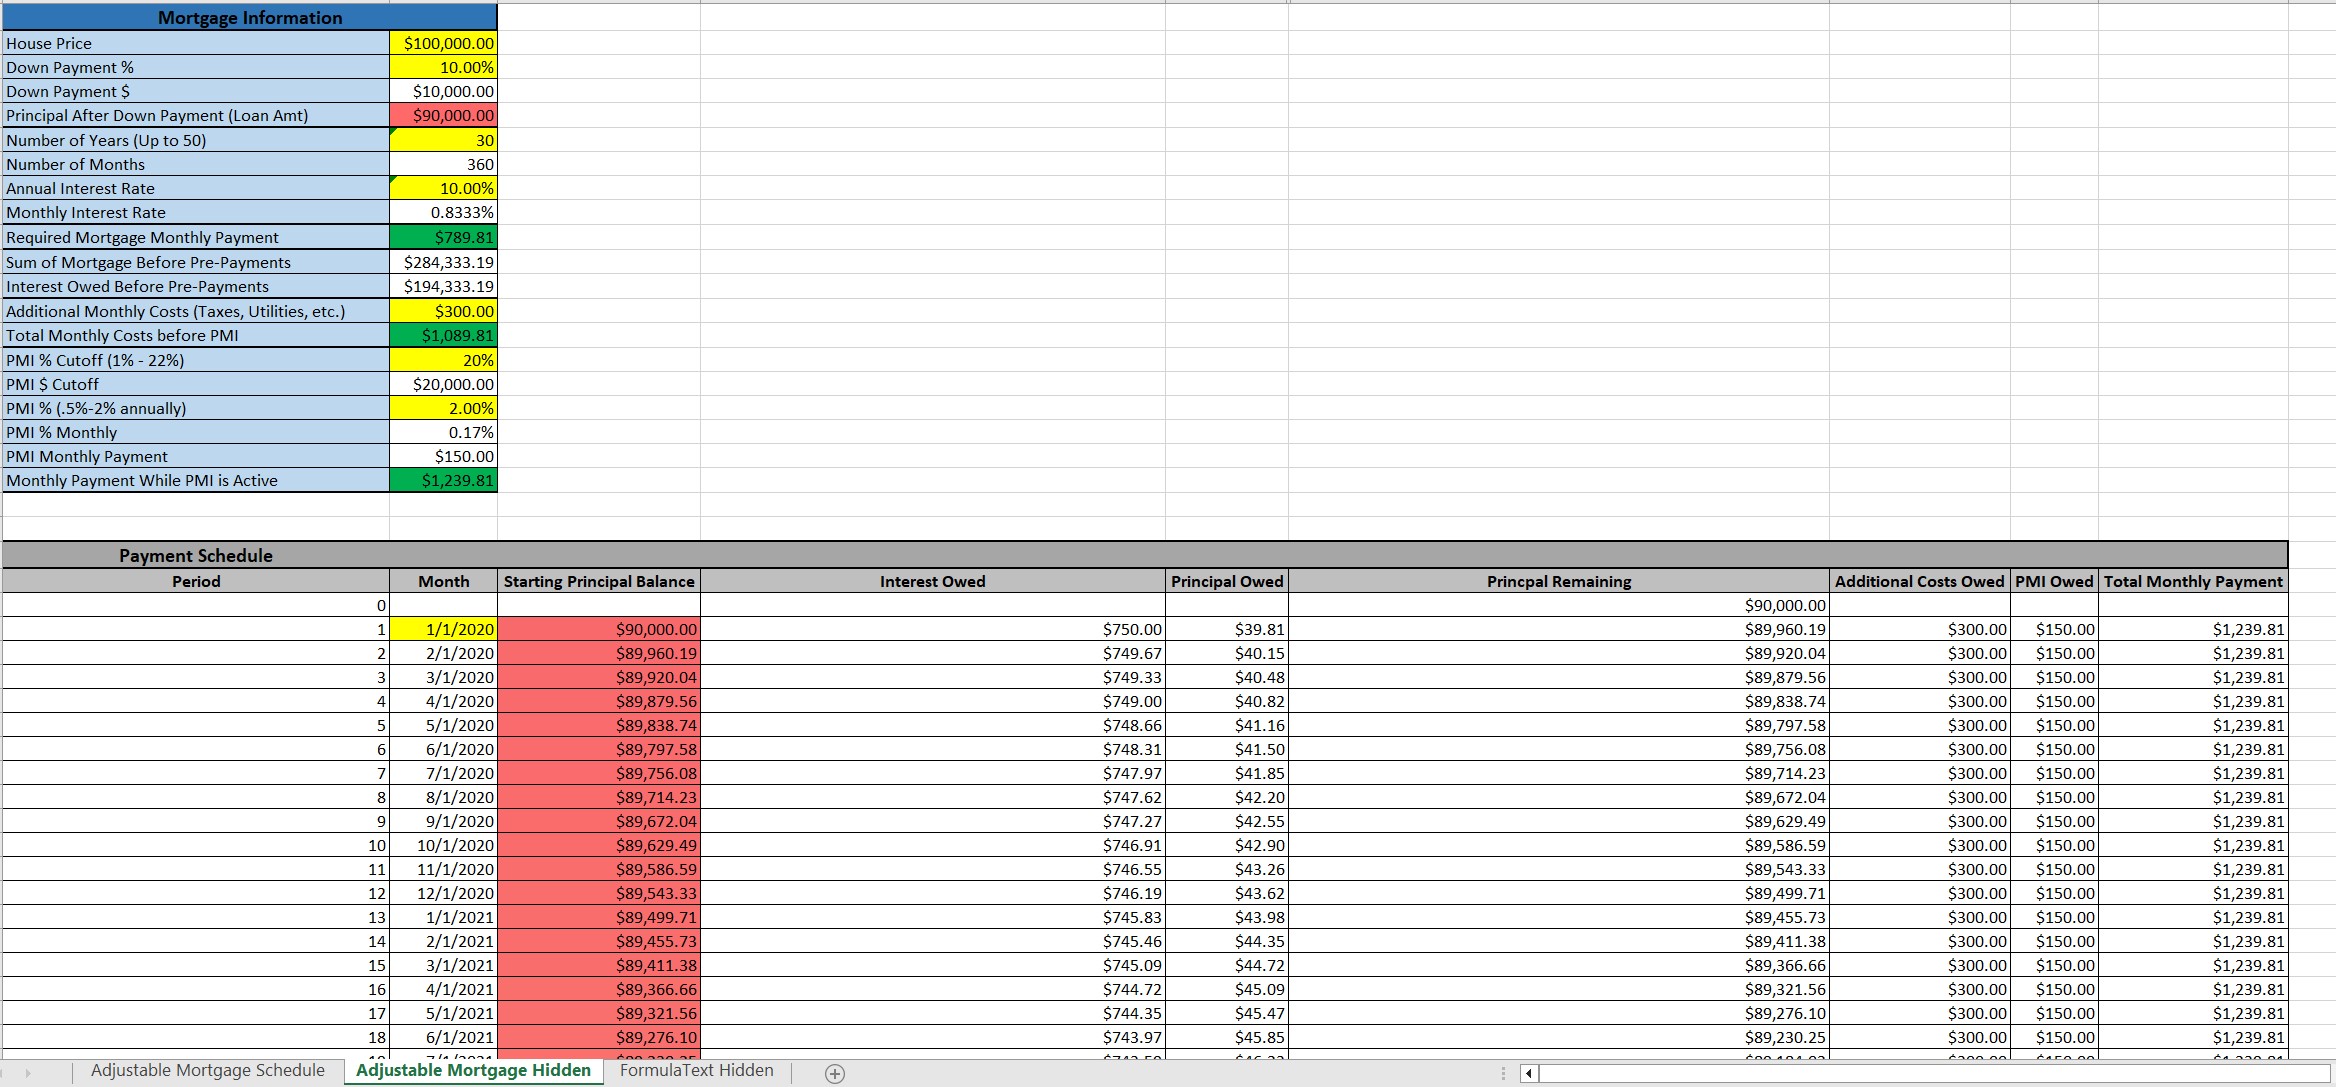 Mortgage Information
House Price $100,000.00
Down Payment % 10.00%
Down Payment $ $10,000.00
Principal After Down Payment (Loan Amt) $90,000.00
Number of Years (Up to 50) 30
Number of Months 360
Annual Interest Rate 10.00%
Monthly Interest Rate 0.8333%
Required Mortgage Monthly Payment $789.81
Sum of Mortgage Before Pre-Payments $284,333.19
Interest Owed Before Pre-Payments $194,333.19
Additional Monthly Costs (Taxes, Utilities, etc.) $300.00
Total Monthly Costs before PMI $1,089.81
PMI % Cutoff (1% - 22%) 20%
PMI $ Cutoff $20,000.00
PMI % (.5%-2% annually) 2.00%
PMI % Monthly 0.17%
PMI Monthly Payment $150.00
Monthly Payment While PMI is Active $1,239.81
Payment Schedule
Period Month Starting Principal Balance Interest Owed Principal Owed Princpal Remaining Additional Costs Owed PMI Owed Total Monthly Payment
0 $90,000.00
1 1/1/2020 $90,000.00 $750.00 $39.81 $89,960.19 $300.00 $150.00 $1,239.81
2 2/1/2020 $89,960.19 $749.67 $40.15 $89,920.04 $300.00 $150.00 $1,239.81
3 3/1/2020 $89,920.04 $749.33 $40.48 $89,879.56 $300.00 $150.00 $1,239.81
4 4/1/2020 $89,879.56 $749.00 $40.82 $89,838.74 $300.00 $150.00 $1,239.81
5 5/1/2020 $89,838.74 $748.66 $41.16 $89,797.58 $300.00 $150.00 $1,239.81
6 6/1/2020 $89,797.58 $748.31 $41.50 $89,756.08 $300.00 $150.00 $1,239.81
7 7/1/2020 $89,756.08 $747.97 $41.85 $89,714.23 $300.00 $150.00 $1,239.81
8 8/1/2020 $89,714.23 $747.62 $42.20 $89,672.04 $300.00 $150.00 $1,239.81
9 9/1/2020 $89,672.04 $747.27 $42.55 $89,629.49 $300.00 $150.00 $1,239.81
10 10/1/2020 $89,629.49 $746.91 $42.90 $89,586.59 $300.00 $150.00 $1,239.81
11 11/1/2020 $89,586.59 $746.55 $43.26 $89,543.33 $300.00 $150.00 $1,239.81
12 12/1/2020 $89,543.33 $746.19 $43.62 $89,499.71 $300.00 $150.00 $1,239.81
13 1/1/2021 $89,499.71 $745.83 $43.98 $89,455.73 $300.00 $150.00 $1,239.81
14 2/1/2021 $89,455.73 $745.46 $44.35 $89,411.38 $300.00 $150.00 $1,239.81
15 3/1/2021 $89,411.38 $745.09 $44.72 $89,366.66 $300.00 $150.00 $1,239.81
16 4/1/2021 $89,366.66 $744.72 $45.09 $89,321.56 $300.00 $150.00 $1,239.81
17 5/1/2021 $89,321.56 $744.35 $45.47 $89,276.10 $300.00 $150.00 $1,239.81
18 6/1/2021 $89,276.10 $743.97 $45.85 $89,230.25 $300.00 $150.00 $1,239.81
Adjustable Mortgage Schedule Adjustable Mortgage Hidden FormulaText Hidden